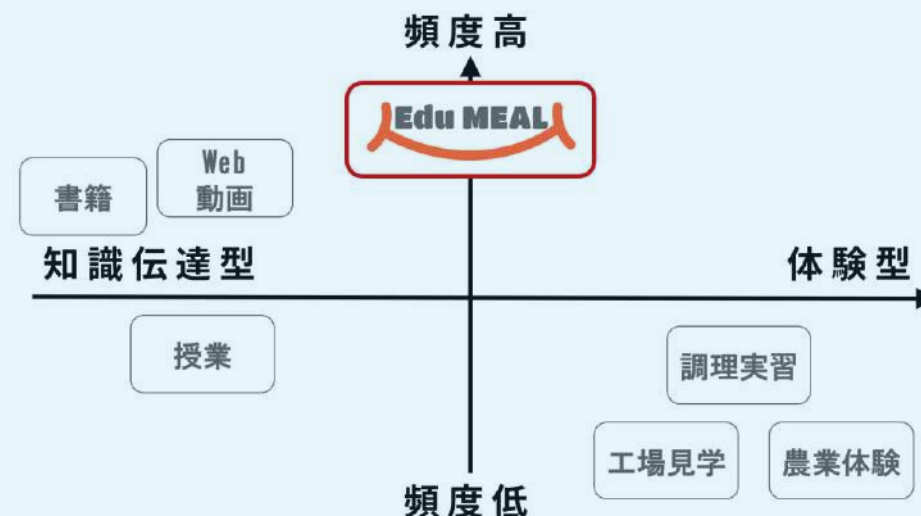 頻度高
Edu MEAL
Web
動画
書籍
知識伝達型
体験型
授業
調理実習
工場見学
農業体験
頻度低